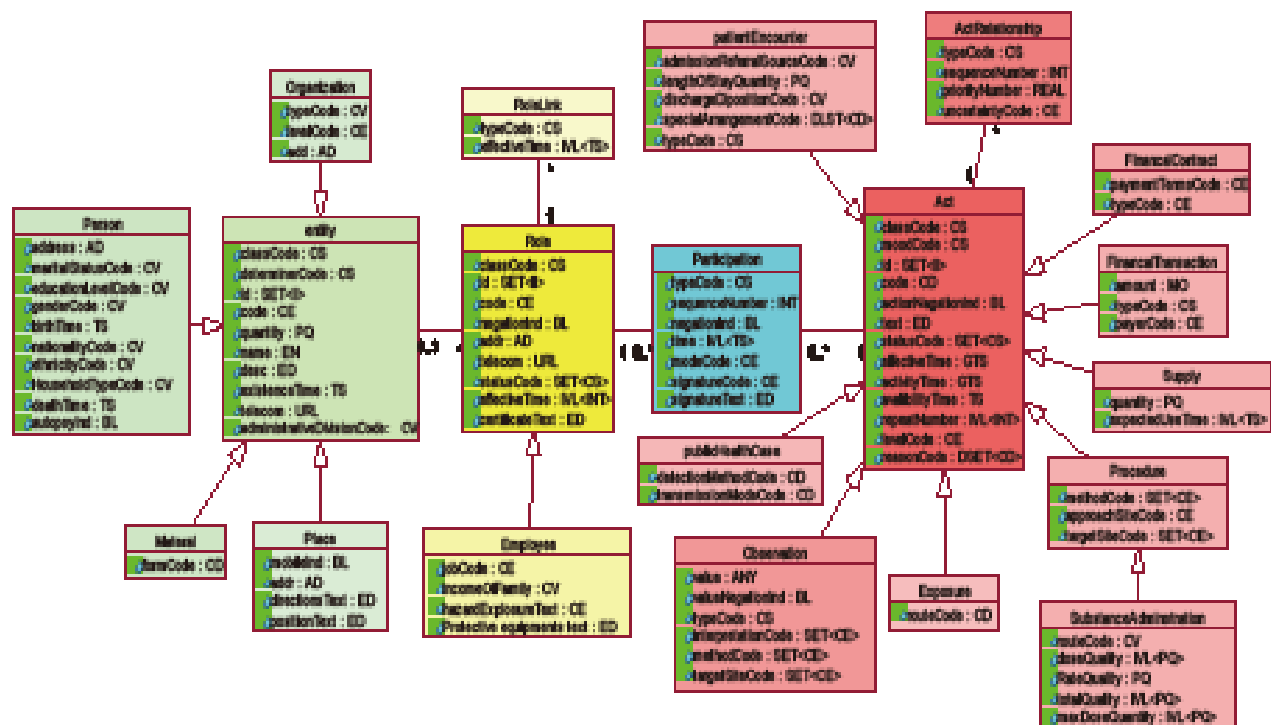 Organization
typeCode : CV
levelCode : CE
addr : AD
RoleLink
typeCode : CS
effectiveTime : IVL<TS>
patientEncounter
admissionReferralSourceCode : CV
lengthOfStayQuantity : PQ
dischargeDipositionCode : CV
specialArrangementCode : DLST<CD>
typeCode : CS
ActRelationship
typeCode : CS
sequenceNumber : INT
priorityNumber : REAL
uncertaintyCode : CE
FinancialContract
paymentTermsCode : CE
typeCode : CE
Person
address : AD
maritalStatusCode : CV
educationLevelCode : CV
genderCode : CV
birthTime : TS
nationalityCode : CV
ethnicityCode : CV
HouseholdTypeCode : CV
deathTime : TS
autopsyInd : BL
entity
classCode : CS
determinerCode : CS
id : SET<II>
code : CE
quantity : PQ
name : EN
desc : ED
existenceTime : TS
telecom : URL
Role
classCode : CS
id : SET<II>
code : CE
negationInd : BL
addr : AD
telecom : URL
statusCode : SET<CS>
effectiveTime : IVL<INT>
certificateText : ED
Participation
typeCode : CS
sequenceNumber : INT
negationInd : BL
time : IVL<TS>
modeCode : CE
signatureCode : CE
signatureText : ED
Act
classCode : CS
moodCode : CS
id : SET<II>
code : CD
actionNegationInd : BL
text : ED
statusCode : SET<CS>
effectiveTime : GTS
activityTime : GTS
repeatNumber : IVL<INT>
levelCode : CE
reasonCode : DSET<CD>
amount : MO
typeCode : CS
payerCode : CE
Supply
quantity : PQ
expectedUseTime : IVL<TS>
publicHealthCase
detectionMethodCode : CD
transmissionModeCode : CD
Procedure
methodCode : SET<CE>
approachSiteCode : CE
targetSiteCode : SET<CE>
Material
formCode : CD
Place
mobileInd : BL
addr : AD
directionsText : ED
positionText : ED
Employee
jobCode : CE
incomeOfFamily : CV
Protective equipments text : ED
Observation
value : ANY
valueNegationInd : BL
typeCode : CS
interpretationCode : SET<CE>
methodCode : SET<CE>
targetSiteCode : SET<CE>
Exposure
routeCode : CD
routeCode : CV
doseQuality : IVL<PQ>
RateQuality : PQ
totalQuality : IVL<PQ>
maxDoseQuantity : IVL<PQ>